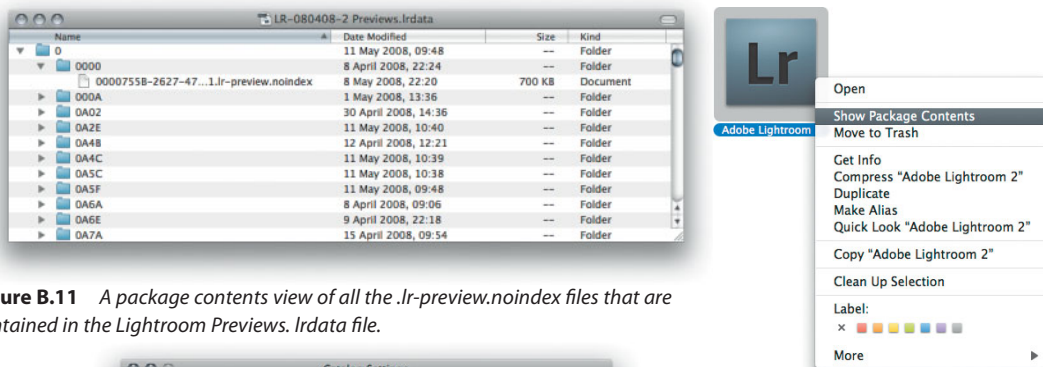 LR-080408-2 Previews.lrdata
Name Date Modified Size Kind
0 11 May 2008, 09:48 -- Folder
0000 8 April 2008, 22:24 -- Folder
0000755B-2627-47...1.lr-preview.noindex 8 May 2008, 22:20 700 KB Document
000A 1 May 2008, 13:36 -- Folder
0A02 30 April 2008, 14:36 -- Folder
0A2E 11 May 2008, 10:40 -- Folder
0A4B 12 April 2008, 12:21 -- Folder
0A4C 11 May 2008, 10:39 -- Folder
0A5C 11 May 2008, 10:38 -- Folder
0A5F 11 May 2008, 09:48 -- Folder
0A6A 8 April 2008, 09:06 -- Folder
0A6E 9 April 2008, 22:18 -- Folder
0A7A 15 April 2008, 09:54 -- Folder
Lr
Adobe Lightroom
Open
Show Package Contents
Move to Trash
Get Info
Compress “Adobe Lightroom 2”
Duplicate
Make Alias
Quick Look “Adobe Lightroom 2”
Copy “Adobe Lightroom 2”
Clean Up Selection
Label:
×
More
ure B.11 A package contents view of all the .lr-preview.noindex files that are
ntained in the Lightroom Previews. lrdata file.